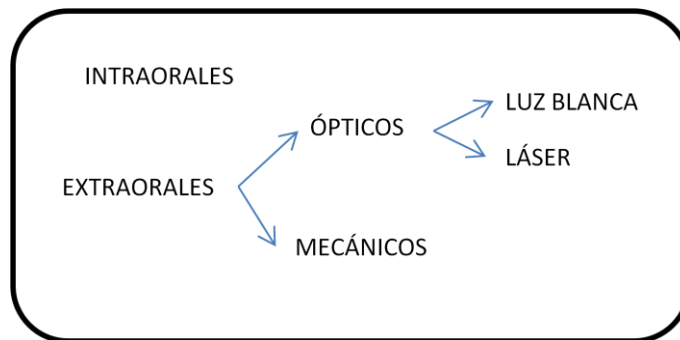 INTRAORALES
ÓPTICOS
LUZ BLANCA
LÁSER
EXTRAORALES
MECÁNICOS